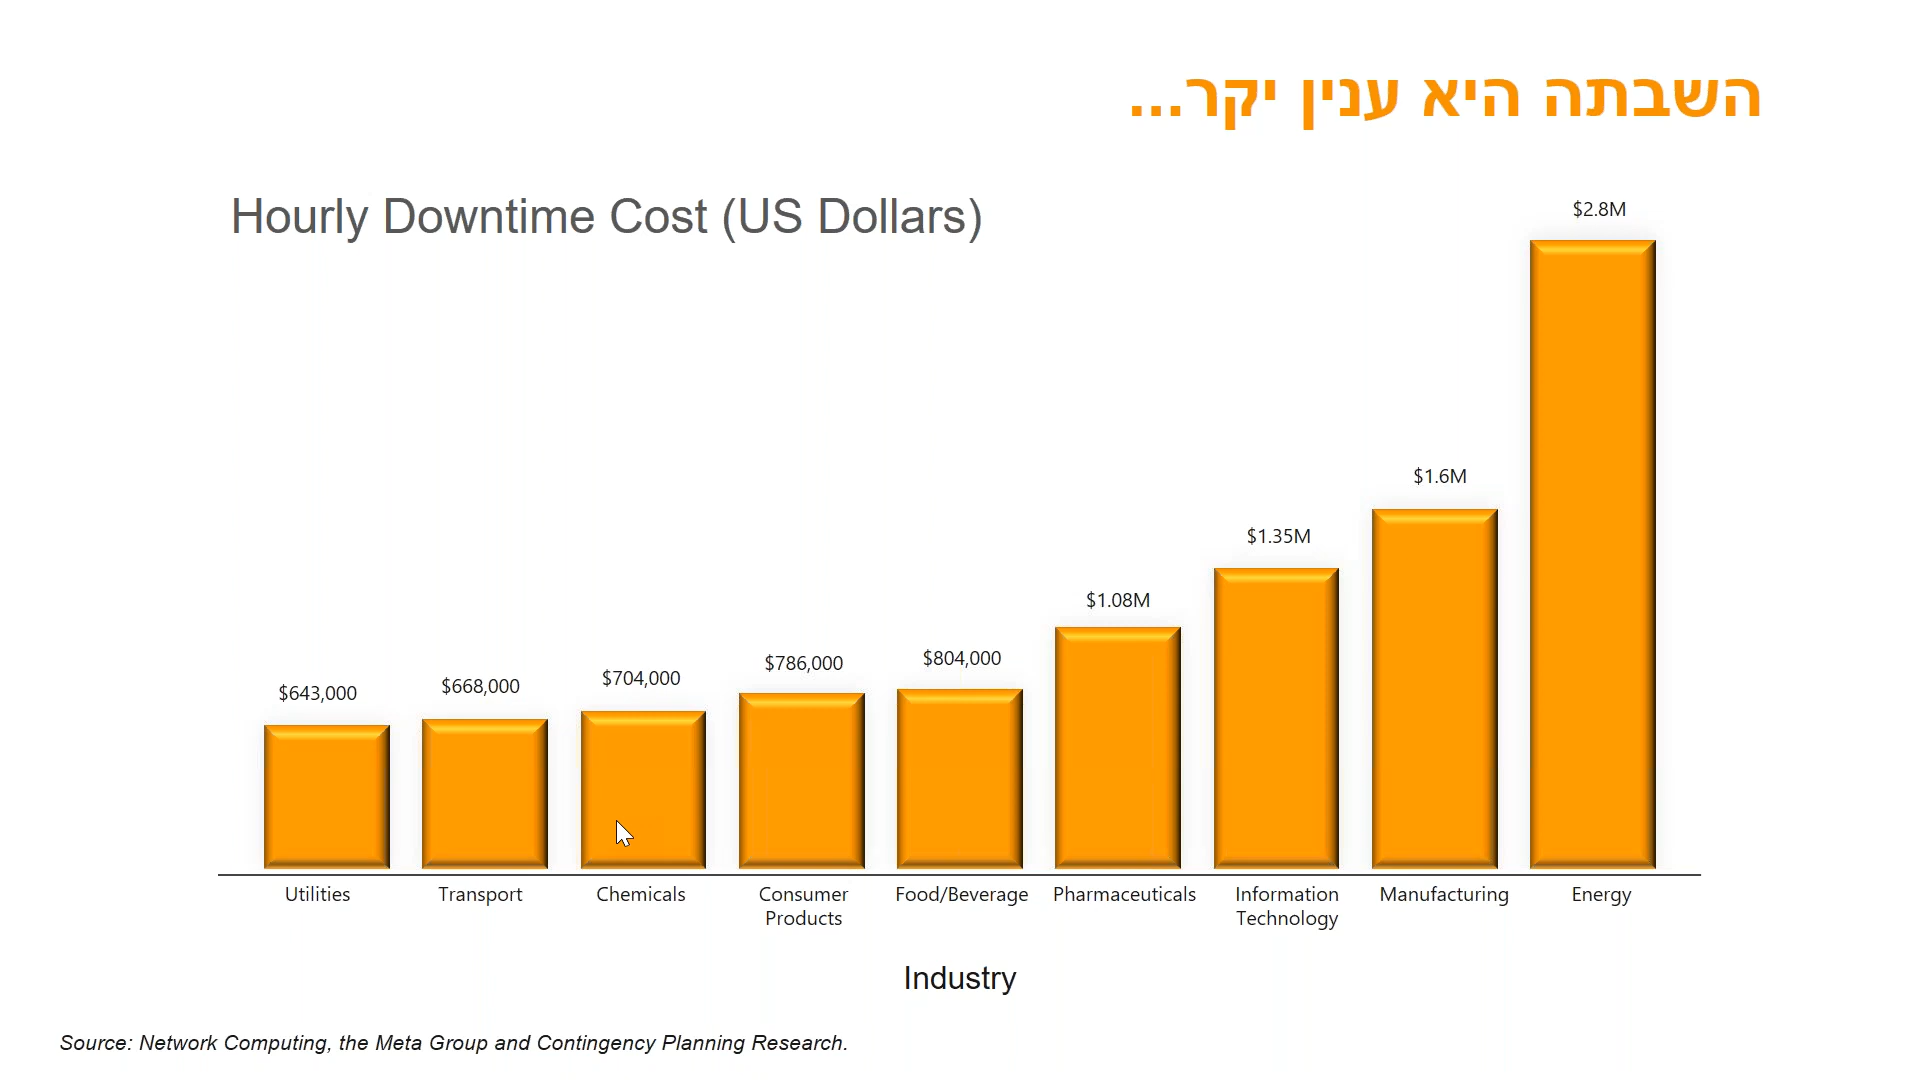 השבתה היא ענין יקר...
Hourly Downtime Cost (US Dollars)
$2.8M
$1.6M
$1.35M
$1.08M
$804,000
$786,000
$704,000
$668,000
$643,000
Utilities
Transport
Chemicals
Consumer
Products
Food/Beverage
Pharmaceuticals
Information
Technology
Manufacturing
Energy
Industry
Source: Network Computing, the Meta Group and Contingency Planning Research.